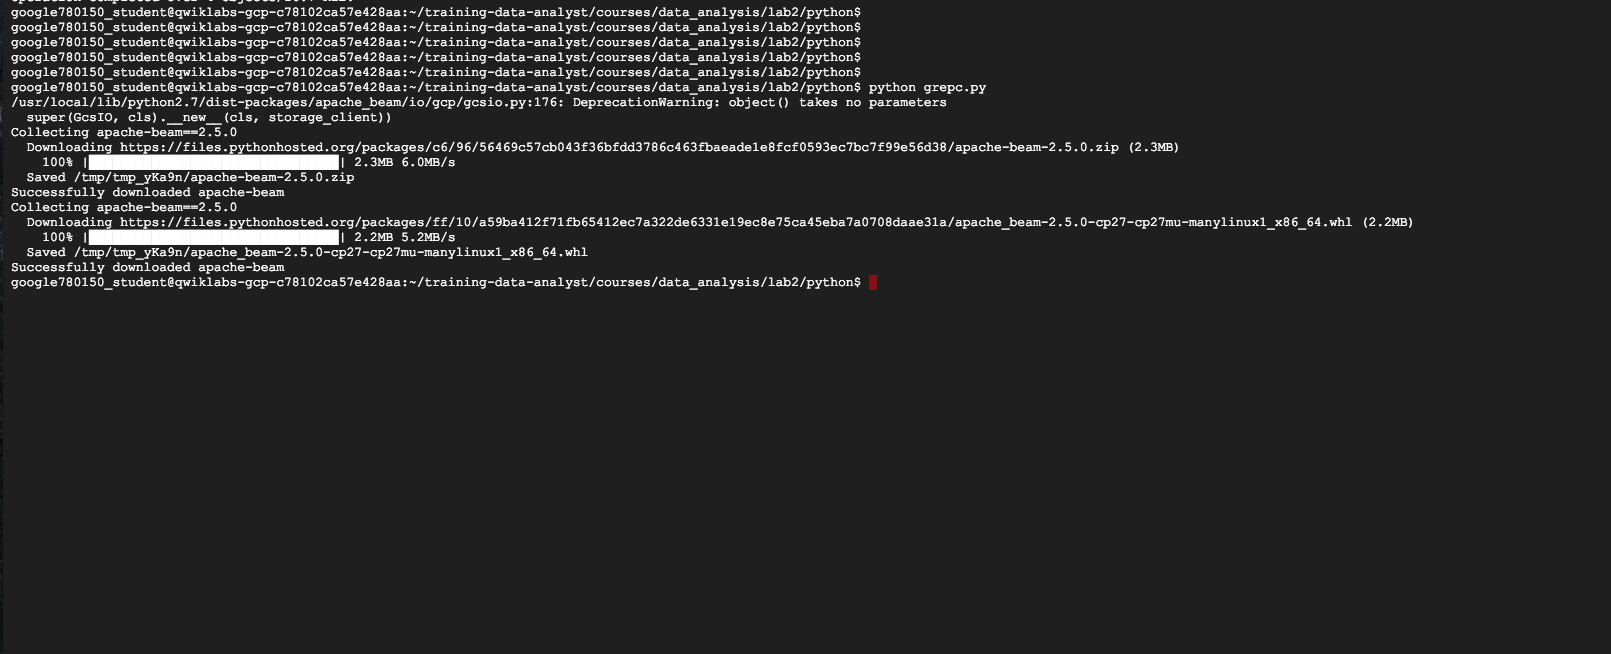 google780150_student@qwiklabs-gcp-c78102ca57e428aa:~/training-data-analyst/courses/data_analysis/lab2/python$
google780150_student@qwiklabs-gcp-c78102ca57e428aa:~/training-data-analyst/courses/data_analysis/lab2/python$
google780150_student@qwiklabs-gcp-c78102ca57e428aa:~/training-data-analyst/courses/data_analysis/lab2/python$
google780150_student@qwiklabs-gcp-c78102ca57e428aa:~/training-data-analyst/courses/data_analysis/lab2/python$
google780150_student@qwiklabs-gcp-c78102ca57e428aa:~/training-data-analyst/courses/data_analysis/lab2/python$
google780150_student@qwiklabs-gcp-c78102ca57e428aa:~/training-data-analyst/courses/data_analysis/lab2/python$ python grepc.py
/usr/local/lib/python2.7/dist-packages/apache_beam/io/gcp/gcsio.py:176: DeprecationWarning: object() takes no parameters
  super(GcsIO, cls).__new__(cls, storage_client))
Collecting apache-beam==2.5.0
  Downloading https://files.pythonhosted.org/packages/c6/96/56469c57cb043f36bfdd3786c463fbaeade1e8fcf0593ec7bc7f99e56d38/apache-beam-2.5.0.zip (2.3MB)
    100% |████████████████████████████████| 2.3MB 6.0MB/s
  Saved /tmp/tmp_yKa9n/apache-beam-2.5.0.zip
Successfully downloaded apache-beam
Collecting apache-beam==2.5.0
  Downloading https://files.pythonhosted.org/packages/ff/10/a59ba412f71fb65412ec7a322de6331e19ec8e75ca45eba7a0708daae31a/apache_beam-2.5.0-cp27-cp27mu-manylinux1_x86_64.whl (2.2MB)
    100% |████████████████████████████████| 2.2MB 5.2MB/s
  Saved /tmp/tmp_yKa9n/apache_beam-2.5.0-cp27-cp27mu-manylinux1_x86_64.whl
Successfully downloaded apache-beam
google780150_student@qwiklabs-gcp-c78102ca57e428aa:~/training-data-analyst/courses/data_analysis/lab2/python$